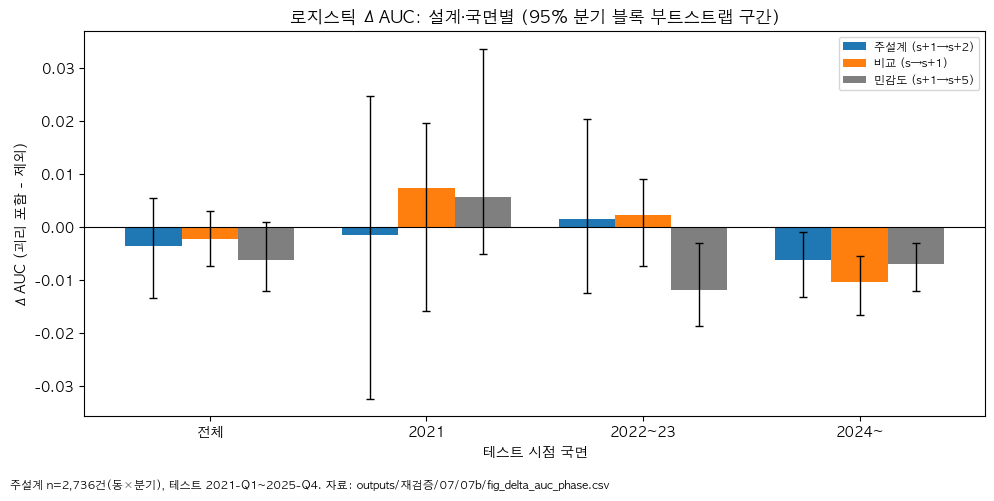 로지스틱 ΔAUC: 설계·국면별 (95% 분기 블록 부트스트랩 구간)
주설계 (s+1→s+2)
비교 (s→s+1)
민감도 (s+1→s+5)
ΔAUC (괴리 포함 - 제외)
0.03
0.02
0.01
0.00
-0.01
-0.02
-0.03
전체
2021
2022~23
2024~
테스트 시점 국면
주설계 n=2,736건(동×분기), 테스트 2021-Q1~2025-Q4. 자료: outputs/재검증/07/07b/fig_delta_auc_phase.csv